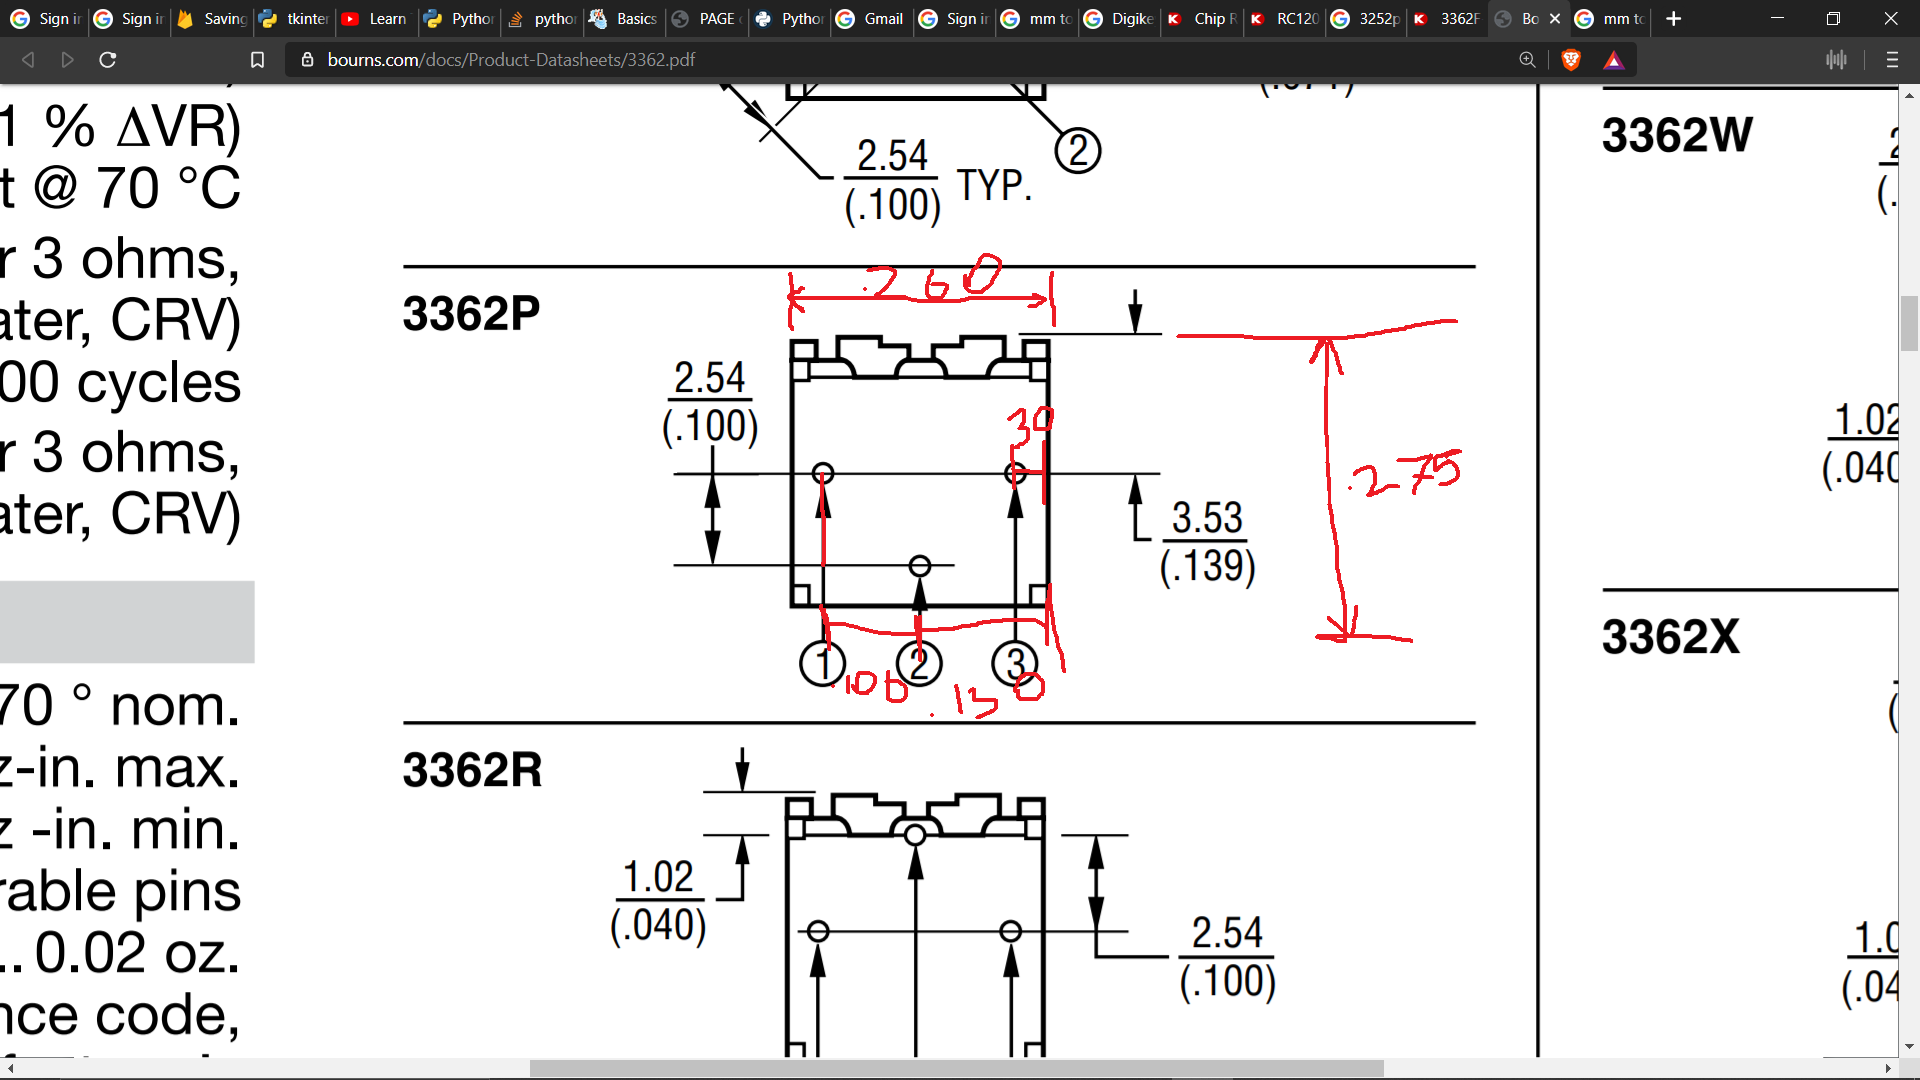 Sign in
Sign in
Saving
tkinter
Learn
Python
python
Basics
PAGE
Python
Gmail
Sign in
mm to
Digike
Chip R
RC120
3252p
3362P
Bo
mm to
bourns.com/docs/Product-Datasheets/3362.pdf
1 % ΔVR)
t @ 70 °C
r 3 ohms,
ater, CRV)
00 cycles
r 3 ohms,
ater, CRV)
70 ° nom.
z-in. max.
z -in. min.
rable pins
.. 0.02 oz.
nce code,
2.54
(.100)
TYP.
2
3362P
.260
2.54
(.100)
30
3.53
(.139)
.275
1
2
3
.100
.130
3362R
1.02
(.040)
2.54
(.100)
3362W
1.02
(.040
3362X
1.0
(.04